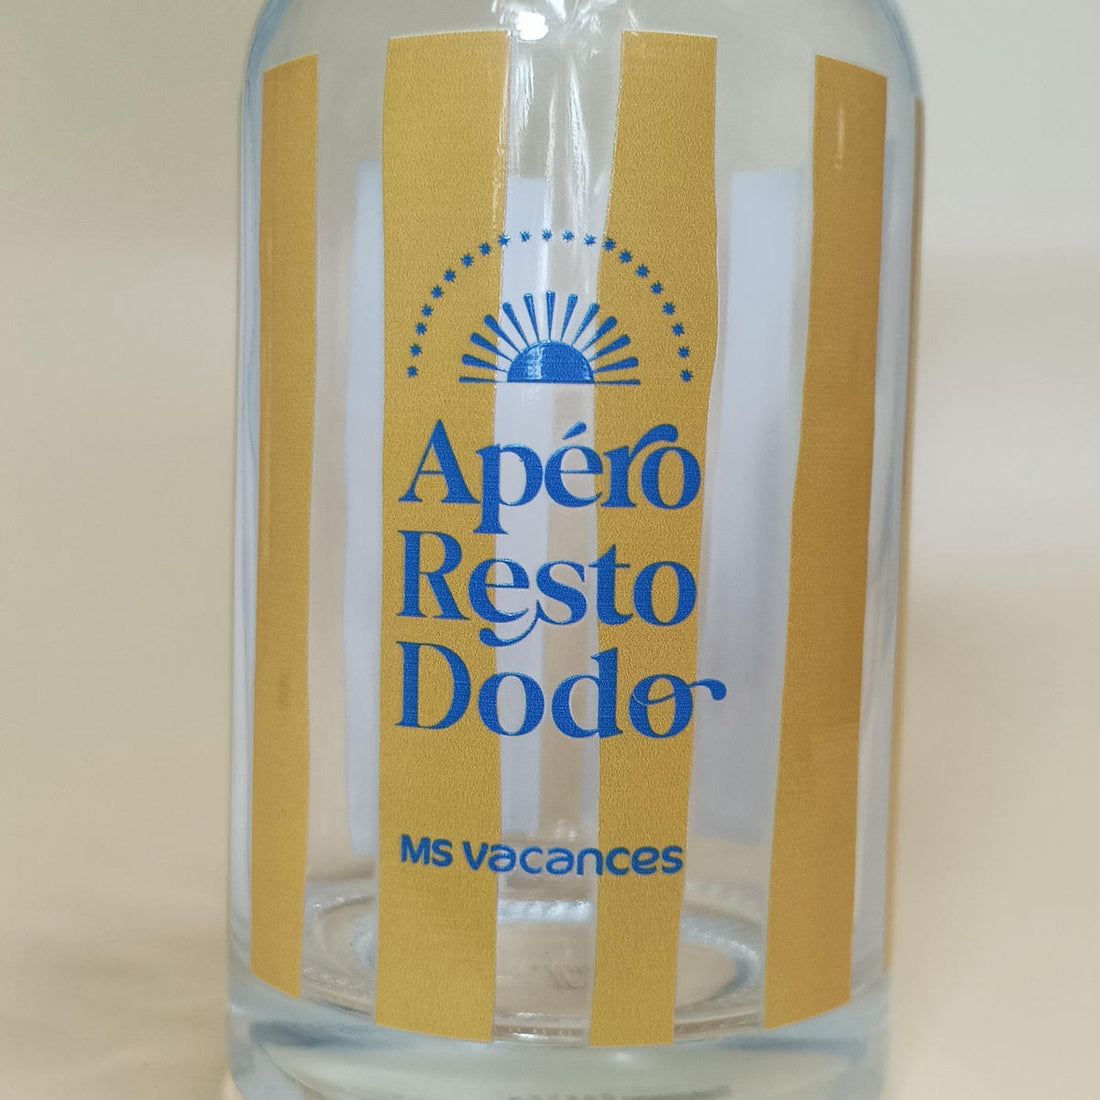 Apéro
Resto
Dodo
MS vacances